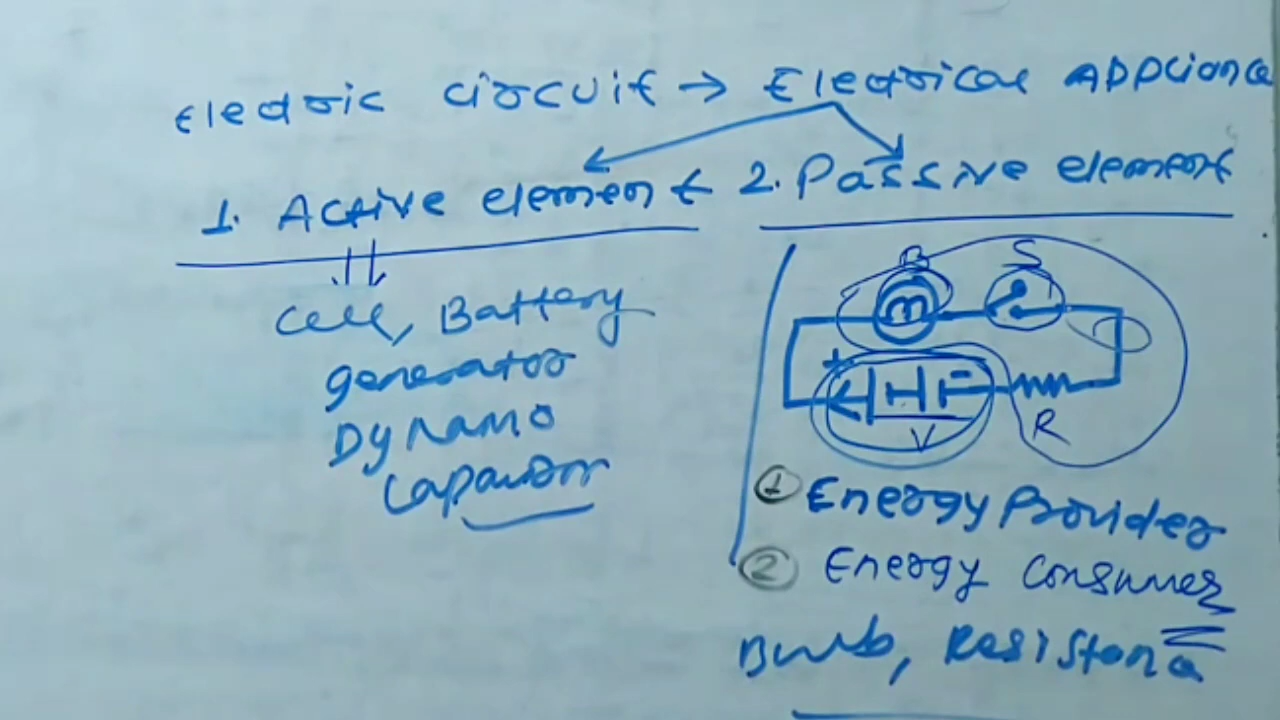 Electric circuit → Electrical Appliance
1. Active element 2. Passive element
Cell, Battery
generator
Dynamo
Capacitor
B S
m
+ -
V R
① Energy Provider
② Energy Consumer
Bulb, Resistance